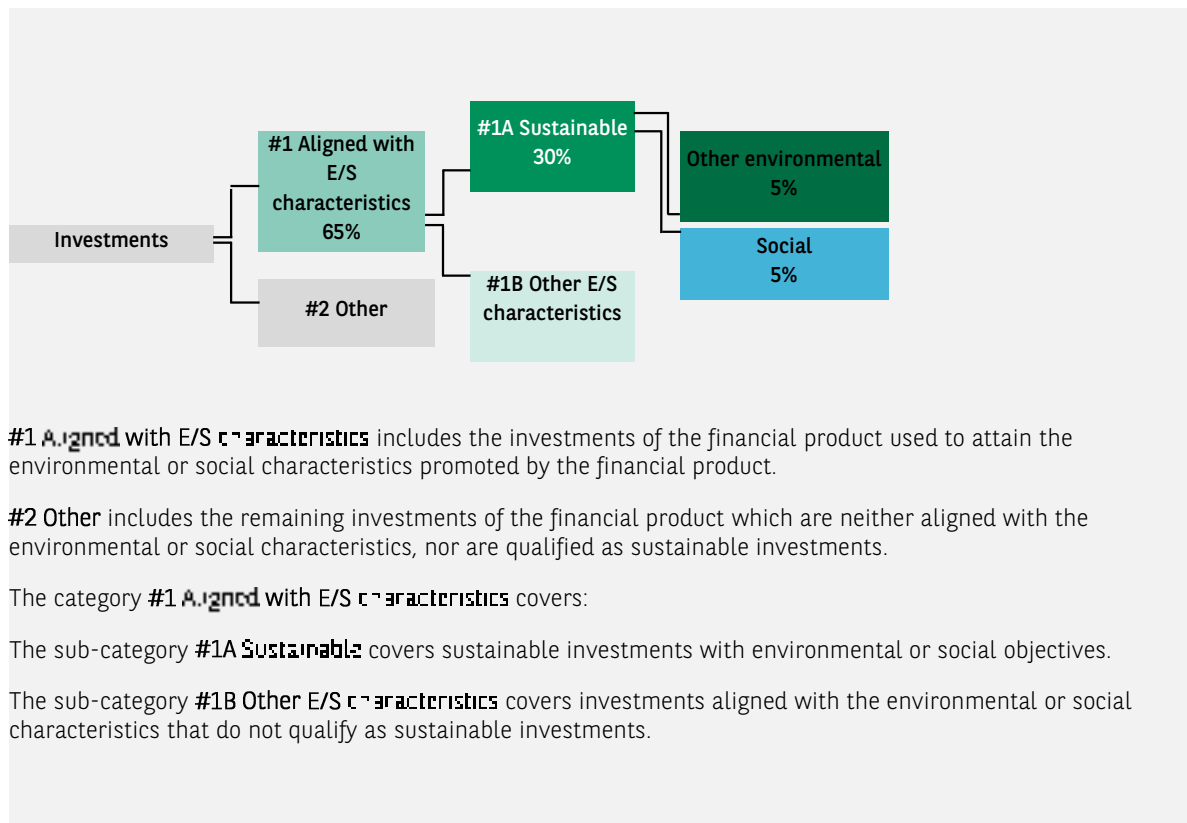 #1A Sustainable
30%
#1 Aligned with
E/S
characteristics
65%
Other environmental
5%
Investments
Social
5%
#1B Other E/S
characteristics
#2 Other
#1 Aligned with E/S characteristics includes the investments of the financial product used to attain the
environmental or social characteristics promoted by the financial product.
#2 Other includes the remaining investments of the financial product which are neither aligned with the
environmental or social characteristics, nor are qualified as sustainable investments.
The category #1 Aligned with E/S characteristics covers:
The sub-category #1A Sustainable covers sustainable investments with environmental or social objectives.
The sub-category #1B Other E/S characteristics covers investments aligned with the environmental or social
characteristics that do not qualify as sustainable investments.